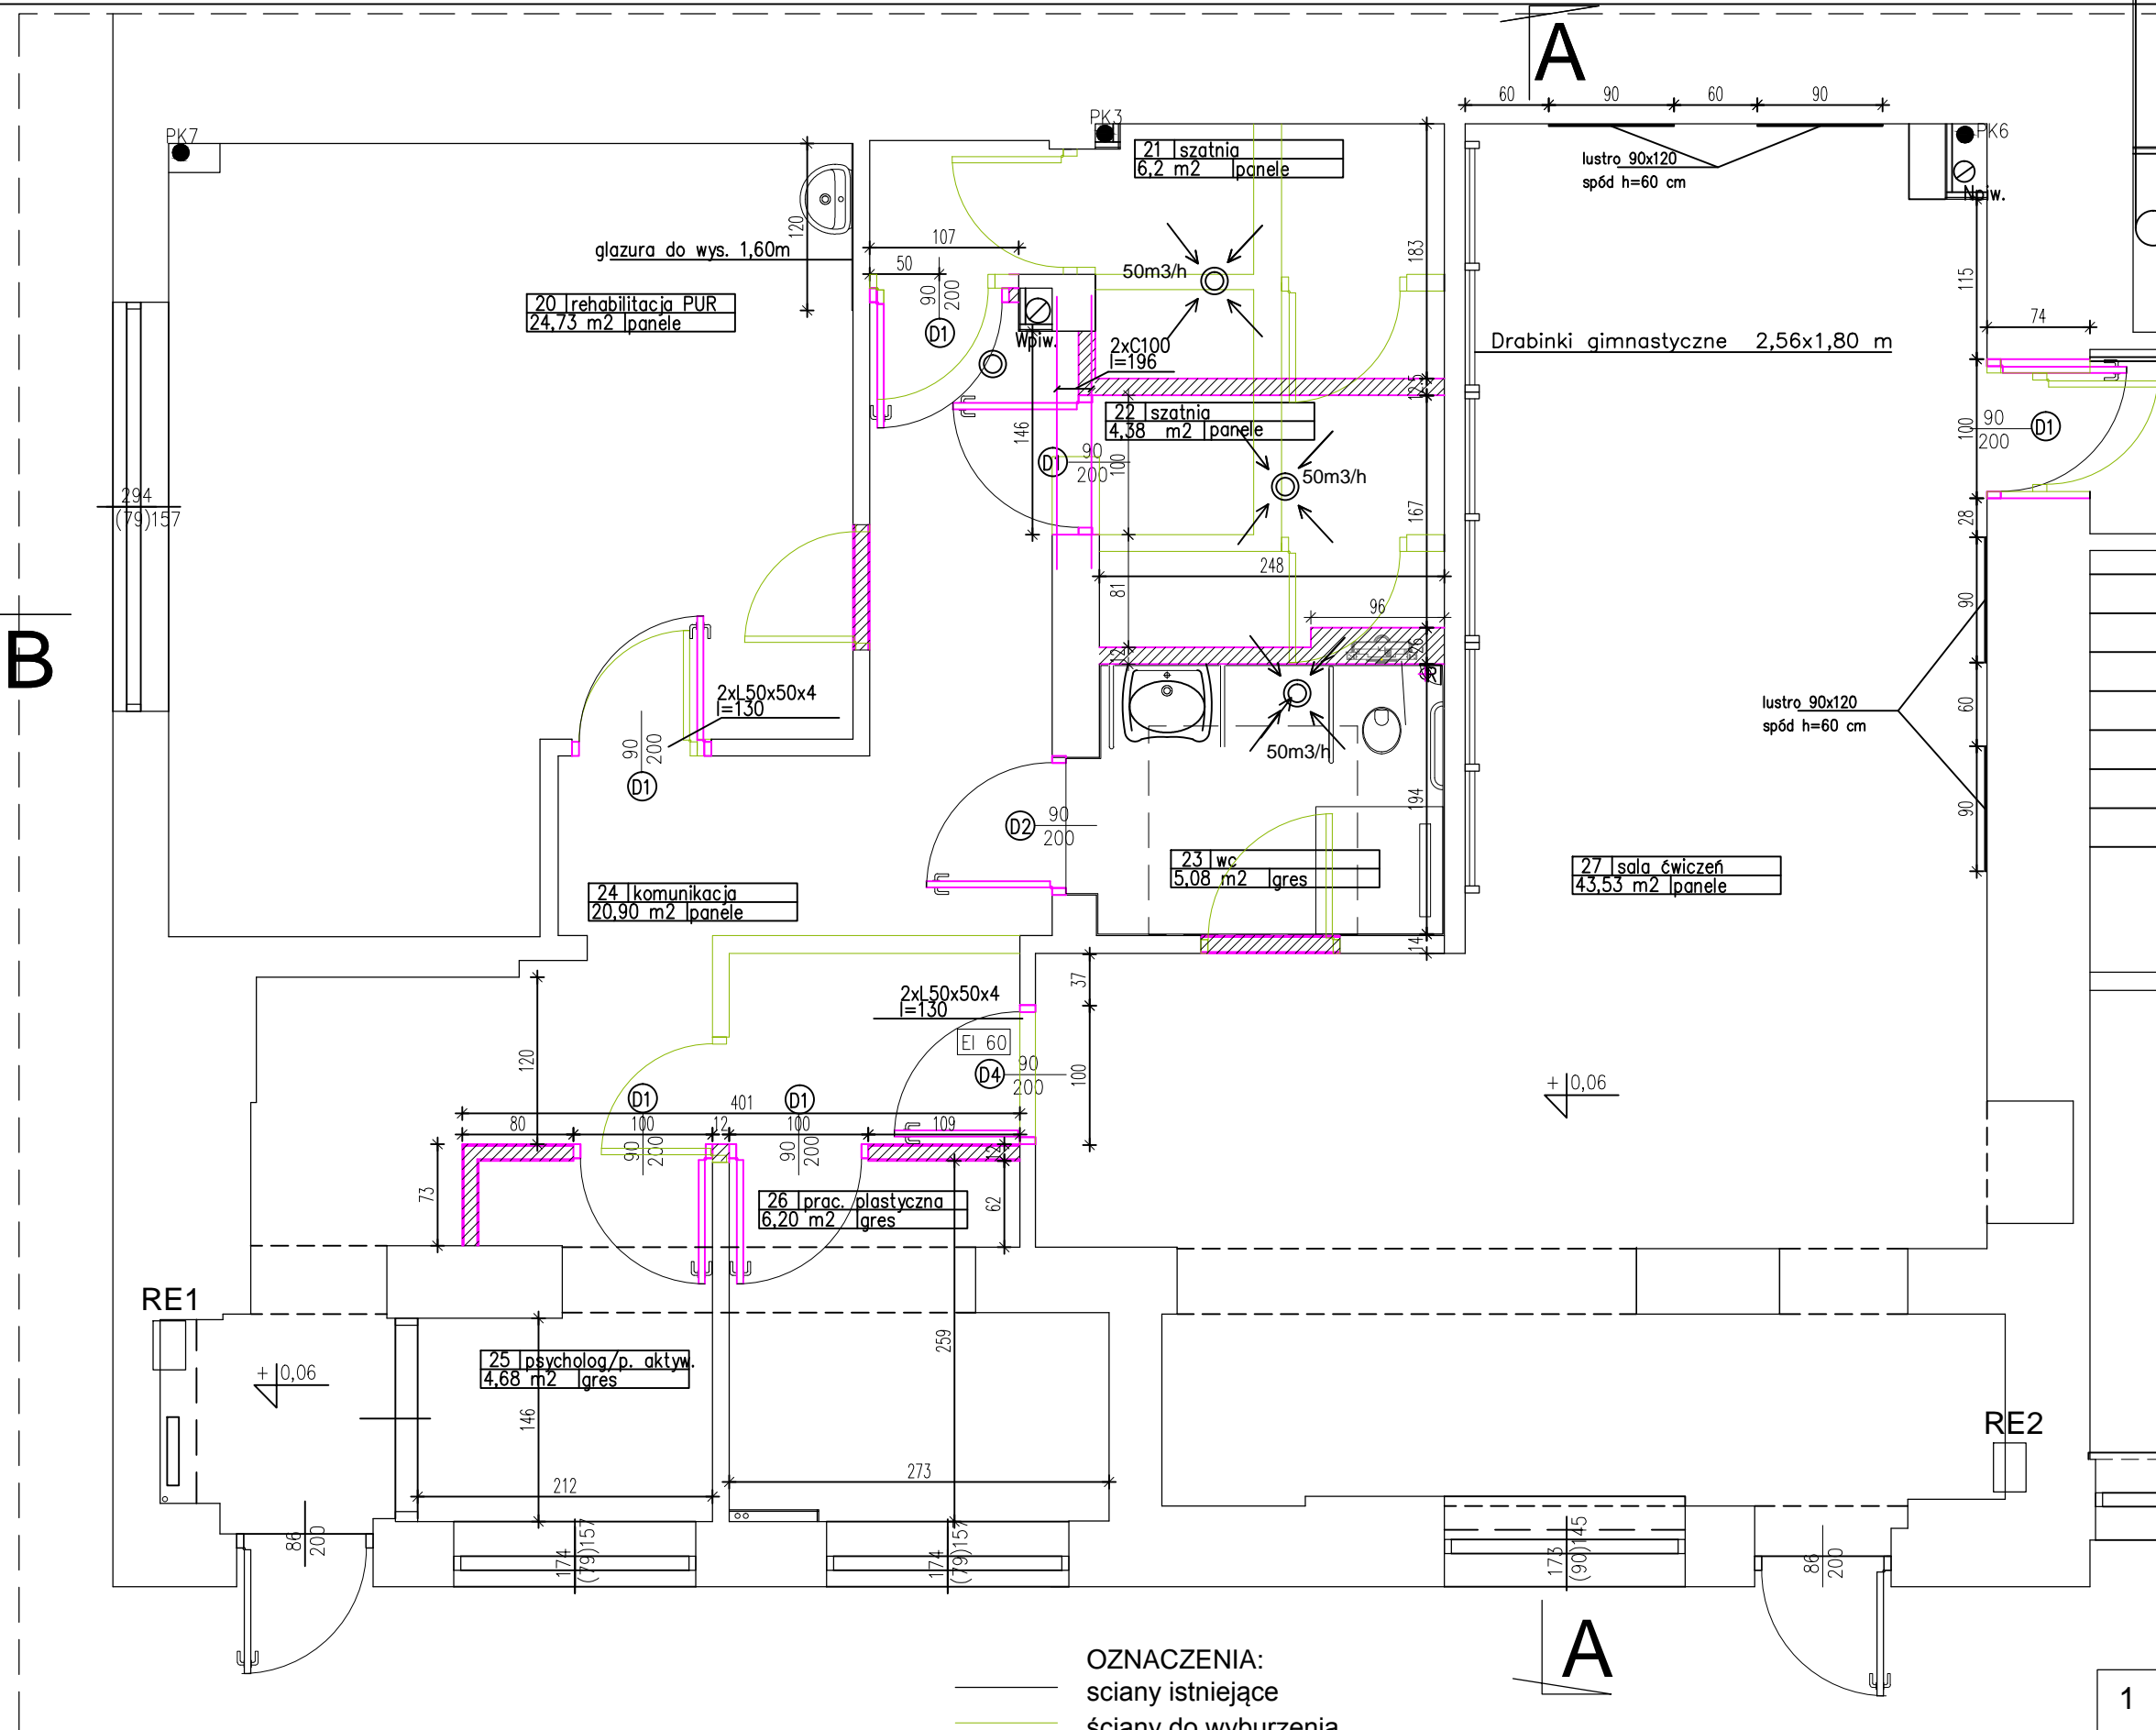 A
60 90 60 90
PK7
PK3
PK6
21 szatnia
6,2 m2 panele
lustro 90x120
spód h=60 cm
Npiw.
120
glazura do wys. 1,60m
107
50
183
115
50m3/h
90
200
D1
20 rehabilitacja PUR
24,73 m2 panele
Wpiw.
2xC100
l=196
Drabinki gimnastyczne 2,56x1,80 m
74
12,5
22 szatnia
4,38 m2 panele
146
D1
90
200
100
50m3/h
100
90
200
D1
294
(79)157
167
28
248
81
96
90
B
12
26
R
2xL50x50x4
l=130
90
200
D1
50m3/h
60
lustro 90x120
spód h=60 cm
194
90
D2
90
200
23 wc
5,08 m2 gres
27 sala ćwiczeń
43,53 m2 panele
24 komunikacja
20,90 m2 panele
14
37
2xL50x50x4
l=130
EI 60
120
D4
90
200
100
+ 0,06
D1
D1
401
80 100 12 100 109
90
200
90
200
12
73
62
26 prac. plastyczna
6,20 m2 gres
RE1
259
25 psycholog/p. aktyw.
4,68 m2 gres
+ 0,06
146
RE2
273
212
86
200
174
(79)157
174
(79)157
173
(90)145
86
200
A
OZNACZENIA:
sciany istniejące
ściany do wyburzenia
1